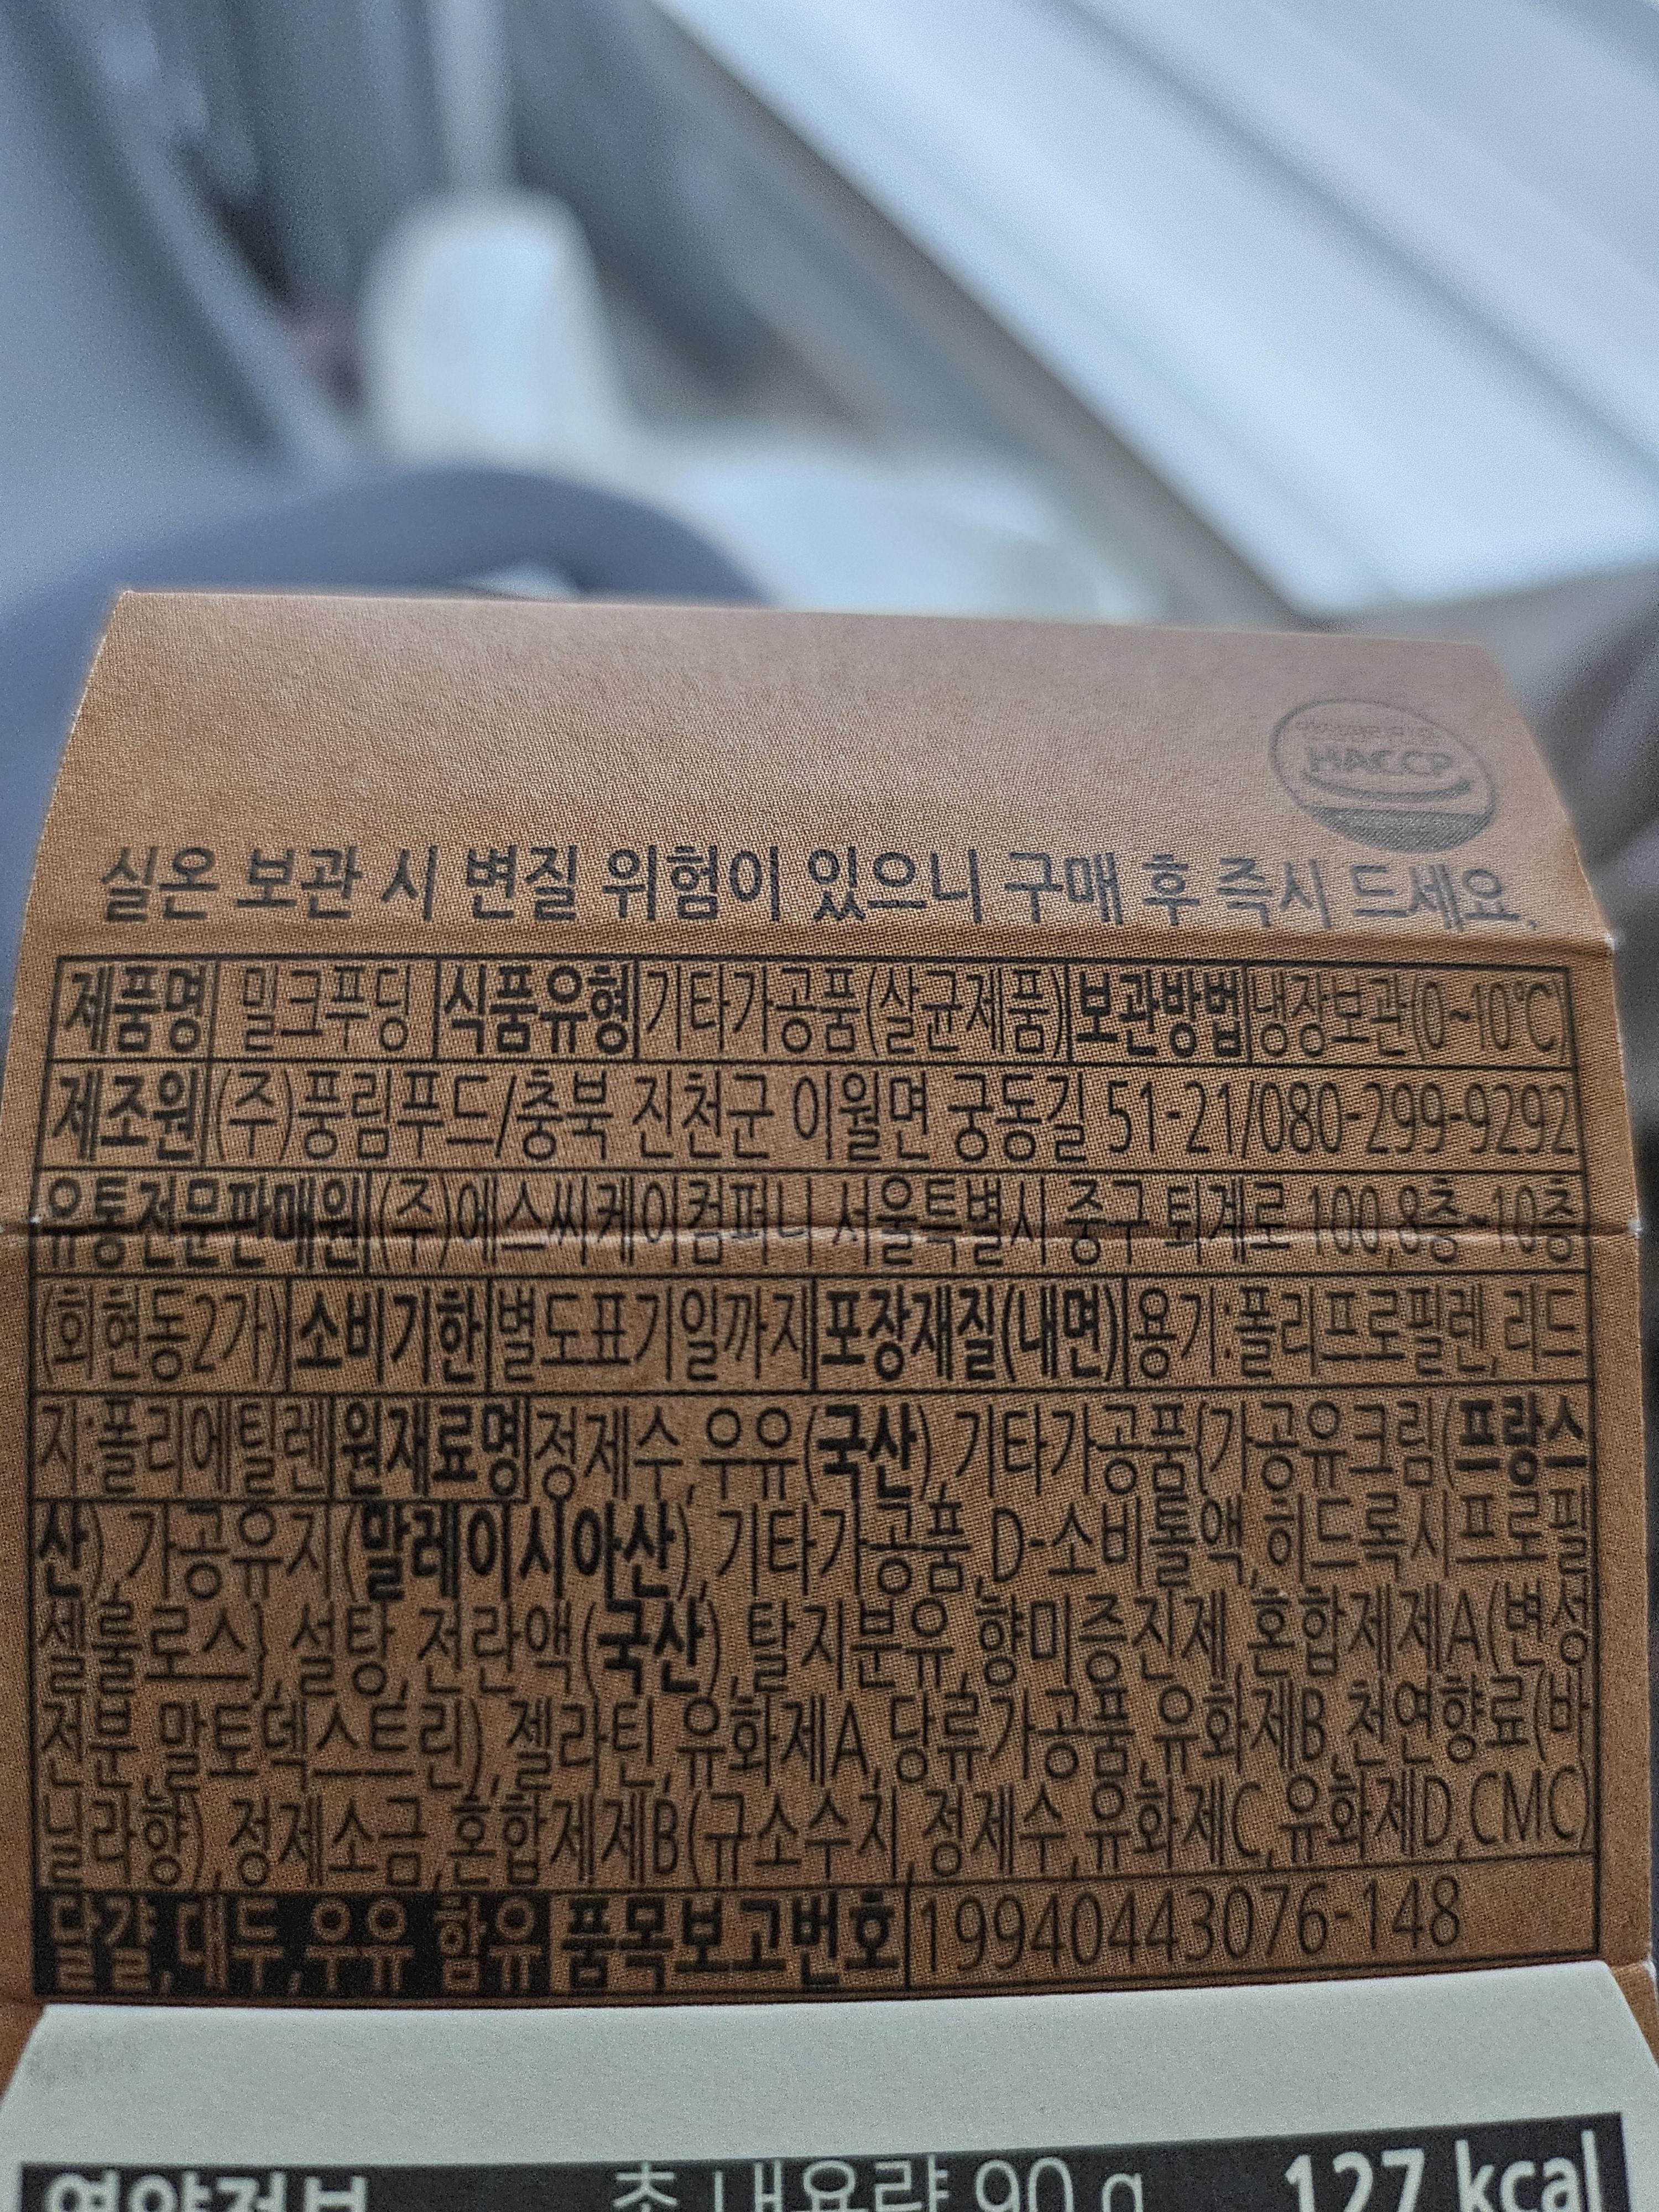 HACCP
실온 보관 시 변질 위험이 있으니 구매 후 즉시 드세요.
제품명 밀크푸딩 식품유형 기타가공품(살균제품) 보관방법 냉장보관(0~10℃)
제조원 (주)풍림푸드/충북 진천군 이월면 궁동길 51-21/080-299-9292
유통전문판매원 (주)에스씨케이컴퍼니 서울특별시 중구 퇴계로 100,8층~10층
(회현동2가) 소비기한 별도표기일까지 포장재질(내면) 용기:폴리프로필렌, 리드
지:폴리에틸렌 원재료명 정제수,우유(국산),기타가공품{가공유크림(프랑스
산),가공유지(말레이시아산),기타가공품,D-소비톨액,히드록시프로필
셀룰로스},설탕,전란액(국산),탈지분유,향미증진제,혼합제제A(변성
전분,말토덱스트린),젤라틴,유화제A,당류가공품,유화제B,천연향료(바
닐라향),정제소금,혼합제제B(규소수지,정제수,유화제C,유화제D,CMC)
달걀,대두,우유 함유 품목보고번호 19940443076-148
영양정보 총 내용량 90 g 127 kcal